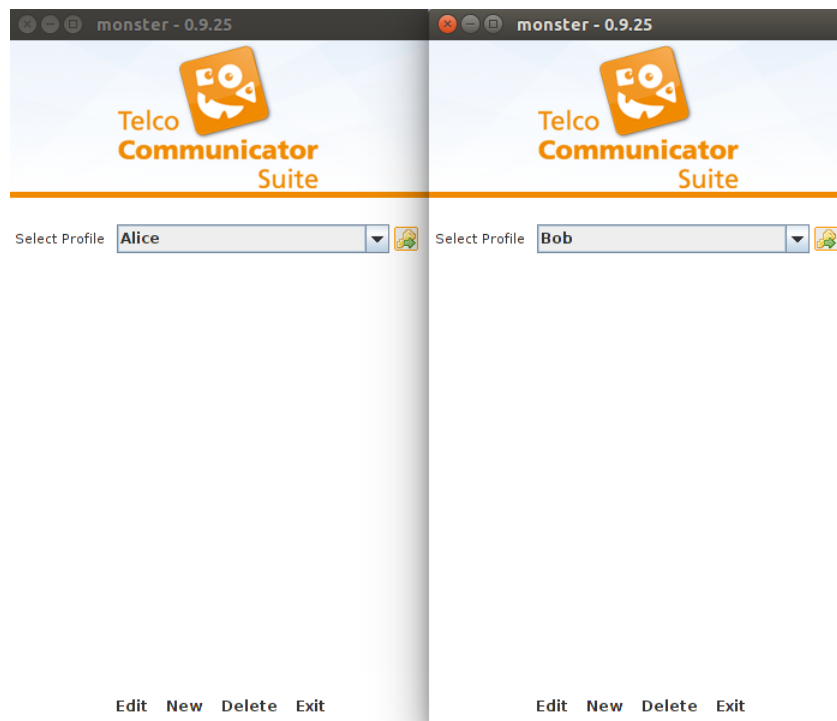 monster - 0.9.25
Telco
Communicator
Suite
Select Profile Alice
Edit New Delete Exit
monster - 0.9.25
Telco
Communicator
Suite
Select Profile Bob
Edit New Delete Exit